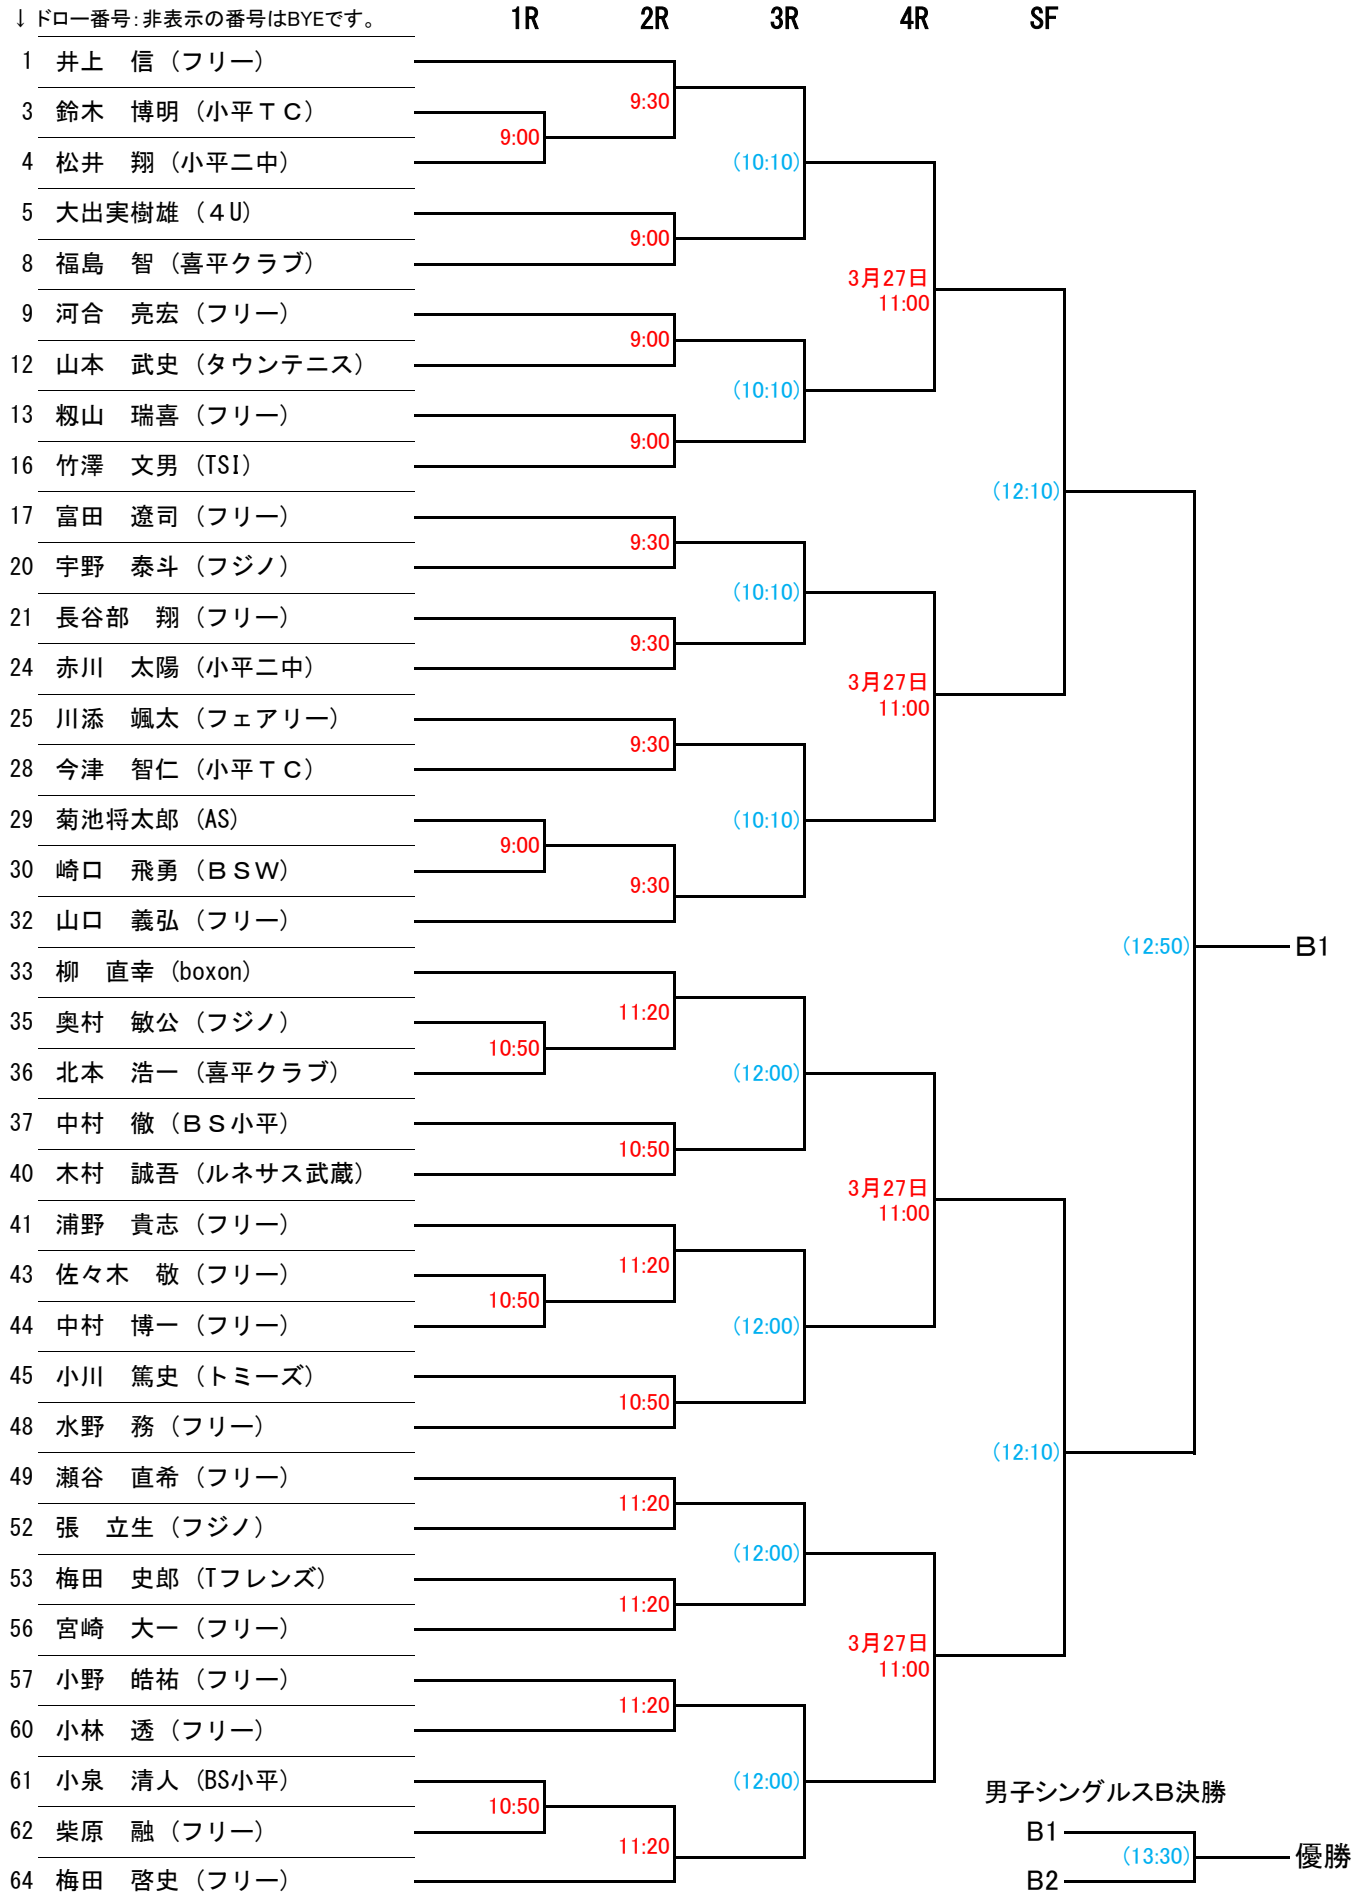 ↓ドロー番号：非表示の番号はBYEです。 1R 2R 3R 4R SF
1 井上　信（フリー）
9:30
3 鈴木　博明（小平ＴＣ）
9:00
4 松井　翔（小平二中）
(10:10)
5 大出実樹雄（４U）
9:00
8 福島　智（喜平クラブ）
3月27日
11:00
9 河合　亮宏（フリー）
9:00
12 山本　武史（タウンテニス）
(10:10)
13 籾山　瑞喜（フリー）
9:00
16 竹澤　文男（TSI）
(12:10)
17 富田　遼司（フリー）
9:30
20 宇野　泰斗（フジノ）
(10:10)
21 長谷部　翔（フリー）
9:30
24 赤川　太陽（小平二中）
3月27日
11:00
25 川添　颯太（フェアリー）
9:30
28 今津　智仁（小平ＴＣ）
29 菊池将太郎（AS）
(10:10)
9:00
30 崎口　飛勇（ＢＳＷ）
9:30
32 山口　義弘（フリー）
(12:50) B1
33 柳　直幸（boxon）
11:20
35 奥村　敏公（フジノ）
10:50
36 北本　浩一（喜平クラブ）
(12:00)
37 中村　徹（ＢＳ小平）
10:50
40 木村　誠吾（ルネサス武蔵）
3月27日
11:00
41 浦野　貴志（フリー）
11:20
43 佐々木　敬（フリー）
10:50
44 中村　博一（フリー）
(12:00)
45 小川　篤史（トミーズ）
10:50
48 水野　務（フリー）
(12:10)
49 瀬谷　直希（フリー）
11:20
52 張　立生（フジノ）
(12:00)
53 梅田　史郎（Tフレンズ）
11:20
56 宮崎　大一（フリー）
3月27日
11:00
57 小野　皓祐（フリー）
11:20
60 小林　透（フリー）
61 小泉　清人（BS小平）
(12:00)
男子シングルスB決勝
10:50
62 柴原　融（フリー）
B1
11:20
(13:30) 優勝
64 梅田　啓史（フリー）
B2